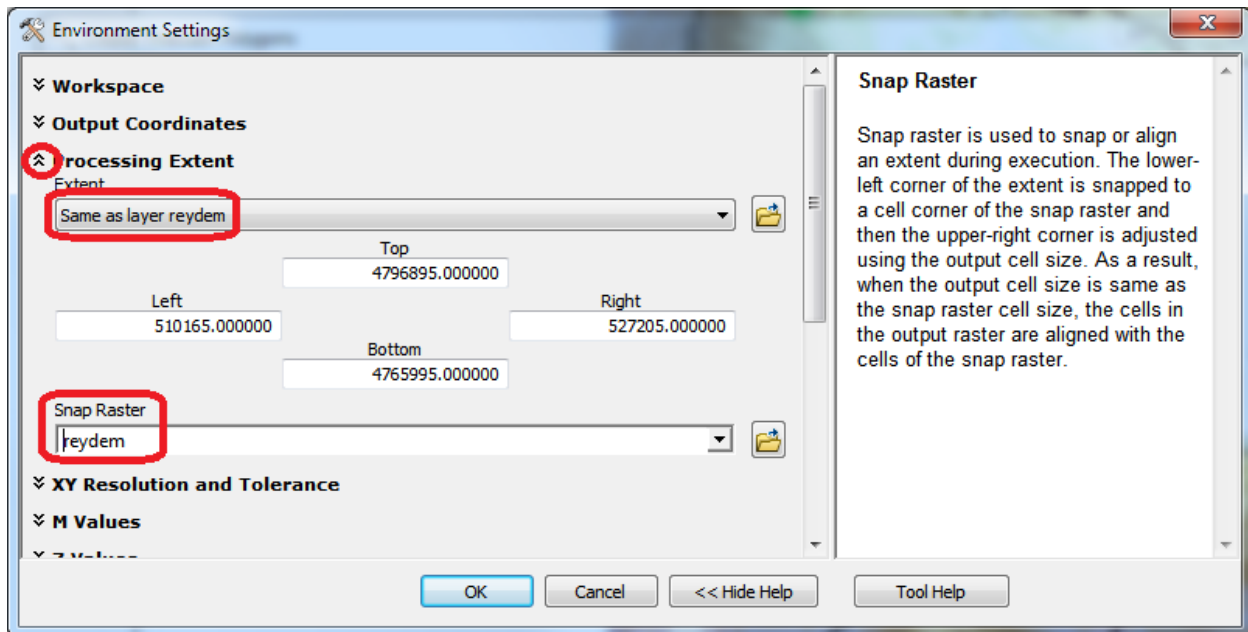 Environment Settings
Workspace
Output Coordinates
Processing Extent
Extent
Same as layer reydem
Top
4796895.000000
Left
Right
510165.000000
527205.000000
Bottom
4765995.000000
Snap Raster
reydem
XY Resolution and Tolerance
M Values
Z Values
OK
Cancel
<< Hide Help
Tool Help
Snap Raster
Snap raster is used to snap or align
an extent during execution. The lower-
left corner of the extent is snapped to
a cell corner of the snap raster and
then the upper-right corner is adjusted
using the output cell size. As a result,
when the output cell size is same as
the snap raster cell size, the cells in
the output raster are aligned with the
cells of the snap raster.